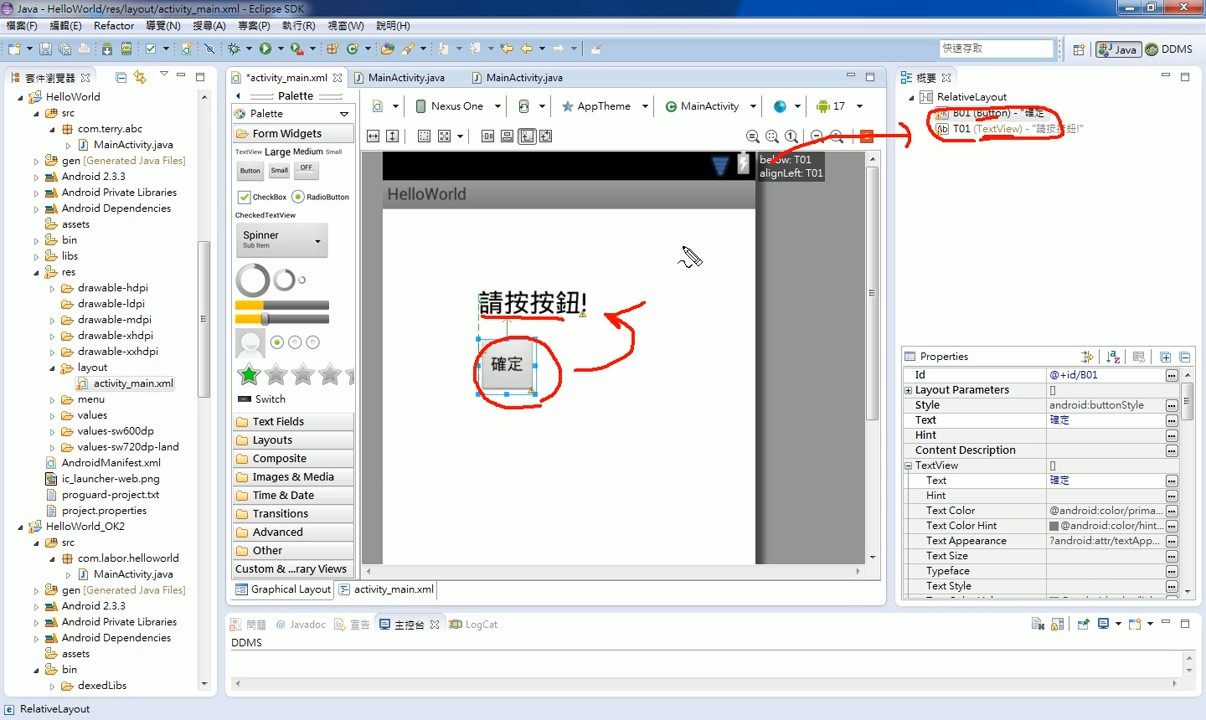 Java - HelloWorld/res/layout/activity_main.xml - Eclipse SDK
檔案(F) 編輯(E) Refactor 導覽(N) 搜尋(A) 專案(P) 執行(R) 視窗(W) 說明(H)
快速存取
Java
DDMS
套件瀏覽器
HelloWorld
src
com.terry.abc
MainActivity.java
gen [Generated Java Files]
Android 2.3.3
Android Private Libraries
Android Dependencies
assets
bin
libs
res
drawable-hdpi
drawable-ldpi
drawable-mdpi
drawable-xhdpi
drawable-xxhdpi
layout
activity_main.xml
menu
values
values-sw600dp
values-sw720dp-land
AndroidManifest.xml
ic_launcher-web.png
proguard-project.txt
project.properties
HelloWorld_OK2
src
com.labor.helloworld
MainActivity.java
gen [Generated Java Files]
Android 2.3.3
Android Private Libraries
Android Dependencies
assets
bin
dexedLibs
*activity_main.xml
MainActivity.java
MainActivity.java
Palette
Palette
Form Widgets
TextView Large Medium Small
Button Small OFF
CheckBox RadioButton
CheckedTextView
Spinner
Sub Item
Switch
Text Fields
Layouts
Composite
Images & Media
Time & Date
Transitions
Advanced
Other
Custom & ...rary Views
Nexus One
AppTheme
MainActivity
17
below: T01
alignLeft: T01
HelloWorld
請按按鈕!
確定
Graphical Layout
activity_main.xml
概要
RelativeLayout
B01 (Button) - "確定
T01 (TextView) - "請按按鈕!"
Properties
Id @+id/B01
Layout Parameters []
Style android:buttonStyle
Text 確定
Hint
Content Description
TextView []
Text 確定
Hint
Text Color @android:color/prima...
Text Color Hint @android:color/hint...
Text Appearance ?android:attr/textApp...
Text Size
Typeface
Text Style
問題
Javadoc
宣告
主控台
LogCat
DDMS
RelativeLayout